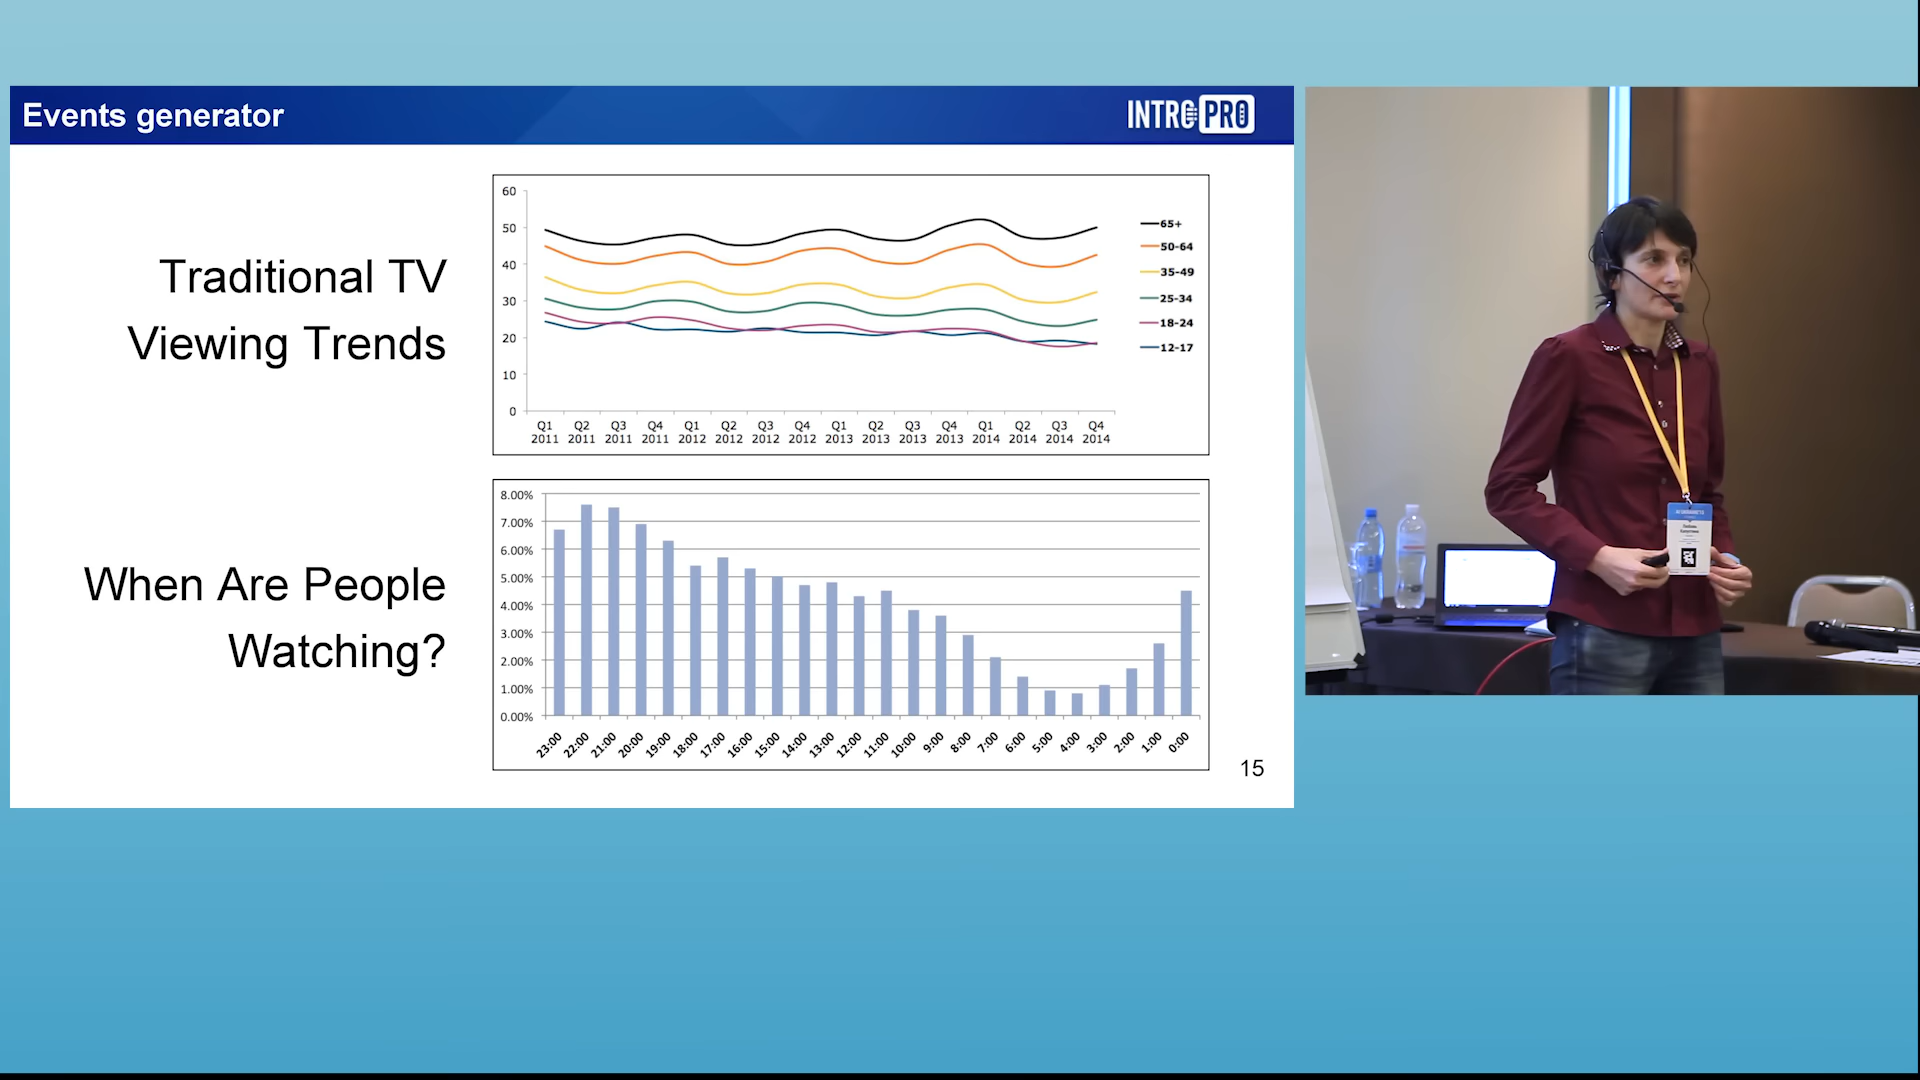 Events generator
INTROPRO
Traditional TV
Viewing Trends
60
50
40
30
20
10
0
Q1 Q2 Q3 Q4 Q1 Q2 Q3 Q4 Q1 Q2 Q3 Q4 Q1 Q2 Q3 Q4
2011 2011 2011 2011 2012 2012 2012 2012 2013 2013 2013 2013 2014 2014 2014 2014
65+
50-64
35-49
25-34
18-24
12-17
When Are People
Watching?
8.00%
7.00%
6.00%
5.00%
4.00%
3.00%
2.00%
1.00%
0.00%
23:00 22:00 21:00 20:00 19:00 18:00 17:00 16:00 15:00 14:00 13:00 12:00 11:00 10:00 9:00 8:00 7:00 6:00 5:00 4:00 3:00 2:00 1:00 0:00
15